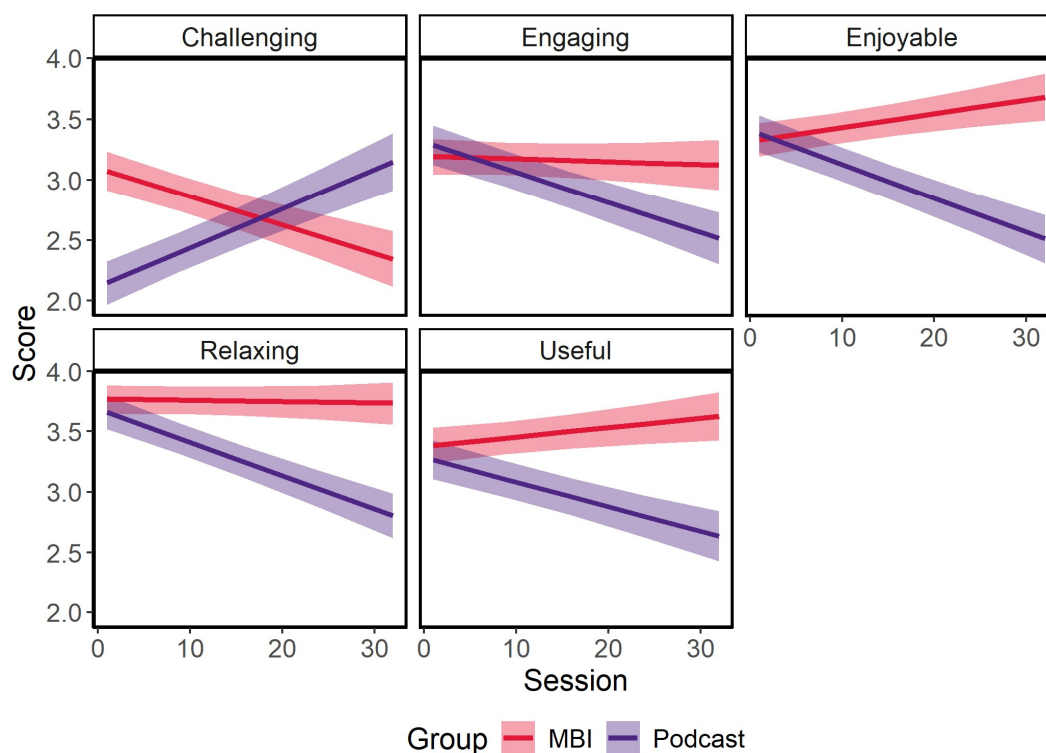 Challenging Engaging Enjoyable
4.0
3.5
3.0
2.5
2.0
0 10 20 30
Relaxing Useful
4.0
3.5
3.0
2.5
2.0
0 10 20 30 0 10 20 30
Score
Session
Group MBI Podcast